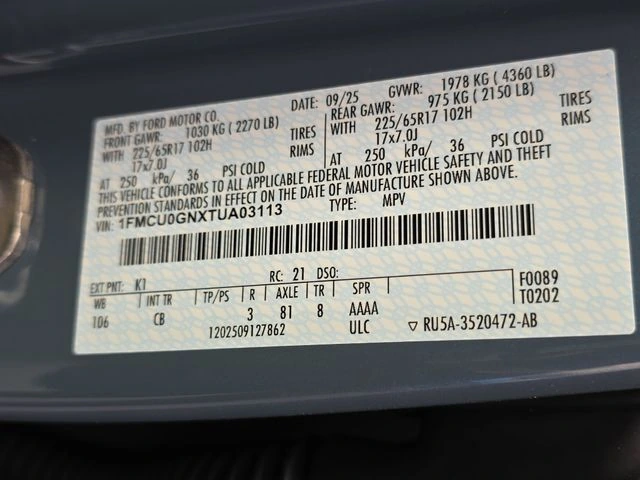 MFD. BY FORD MOTOR CO.
DATE: 09/25 GVWR: 1978 KG ( 4360 LB)
FRONT GAWR: 1030 KG ( 2270 LB) REAR GAWR: 975 KG ( 2150 LB)
WITH 225/65R17 102H TIRES WITH 225/65R17 102H TIRES
17x7.0J RIMS 17x7.0J RIMS
AT 250 kPa/ 36 PSI COLD AT 250 kPa/ 36 PSI COLD
THIS VEHICLE CONFORMS TO ALL APPLICABLE FEDERAL MOTOR VEHICLE SAFETY AND THEFT
PREVENTION STANDARDS IN EFFECT ON THE DATE OF MANUFACTURE SHOWN ABOVE.
VIN: 1FMCU0GNXTUA03113 TYPE: MPV
EXT PNT: K1 RC: 21 DSO: F0089
WB INT TR TP/PS R AXLE TR SPR T0202
106 CB 3 81 8 AAAA
1202509127862 ULC ▽ RU5A-3520472-AB